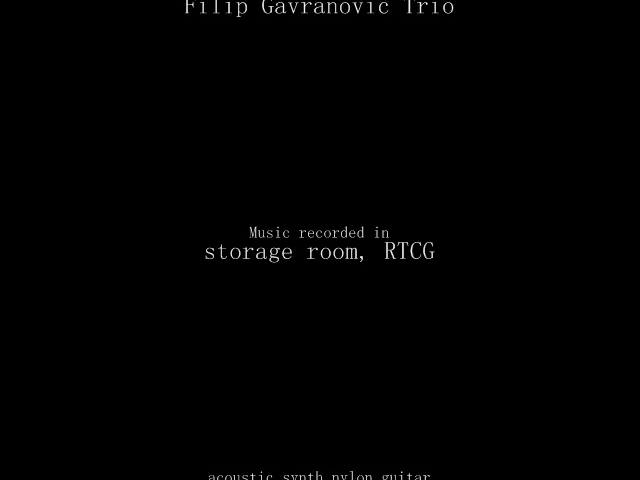 Filip Gavranovic Trio
Music recorded in
storage room, RTCG
acoustic synth nylon guitar